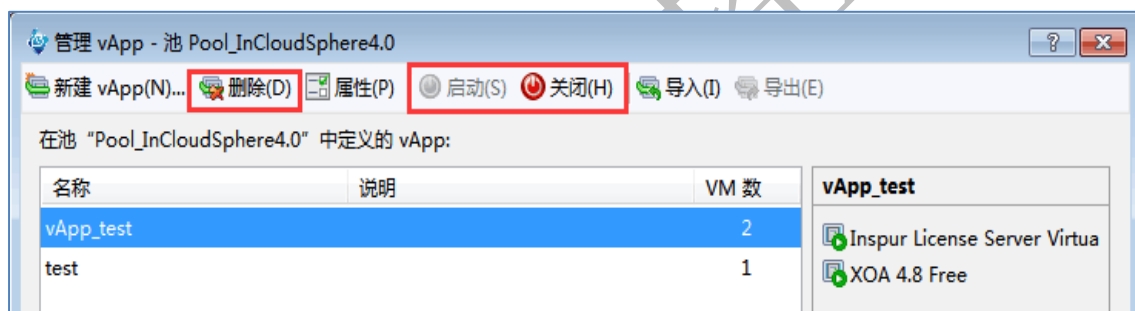 管理 vApp - 池 Pool_InCloudSphere4.0
新建 vApp(N)... 删除(D) 属性(P) 启动(S) 关闭(H) 导入(I) 导出(E)
在池“Pool_InCloudSphere4.0”中定义的 vApp:
名称 说明 VM 数 vApp_test
vApp_test 2 Inspur License Server Virtua
test 1 XOA 4.8 Free